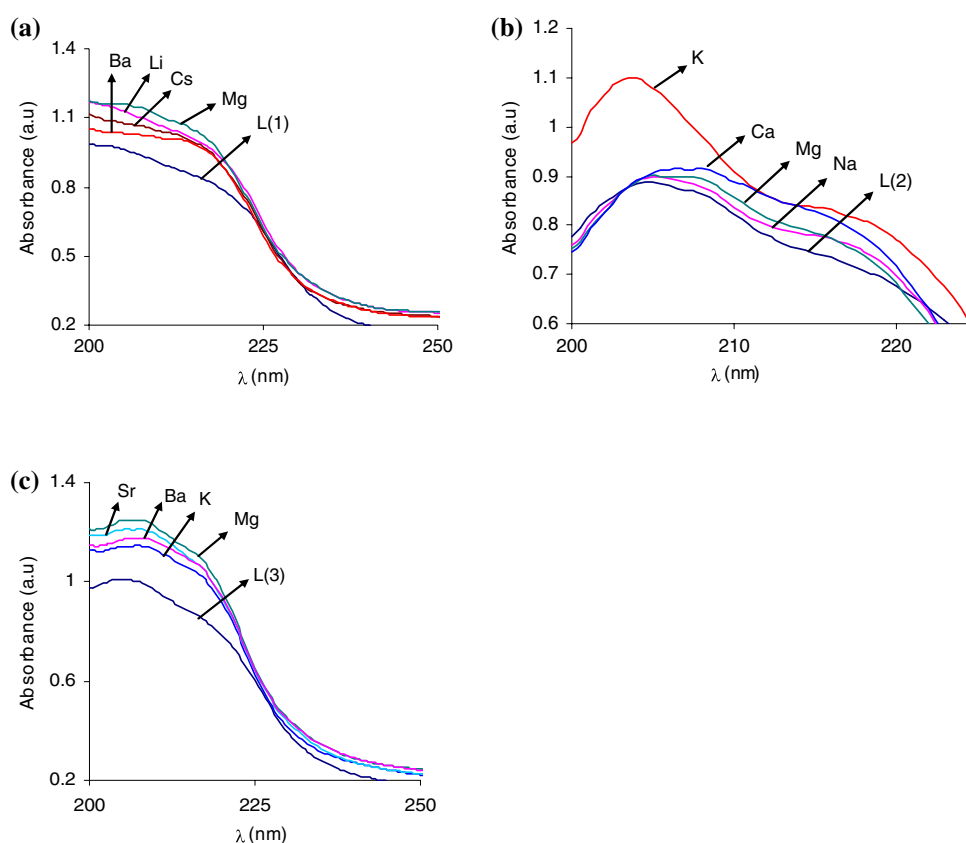 (a)
1.4
1.1
0.8
0.5
0.2
Absorbance (a.u)
Ba
Li
Cs
Mg
L(1)
200
225
250
λ (nm)
(b)
1.2
1.1
1
0.9
0.8
0.7
0.6
Absorbance (a.u)
K
Ca
Mg
Na
L(2)
200
210
220
λ (nm)
(c)
1.4
1
0.6
0.2
Absorbance (a.u)
Sr
Ba
K
Mg
L(3)
200
225
250
λ (nm)